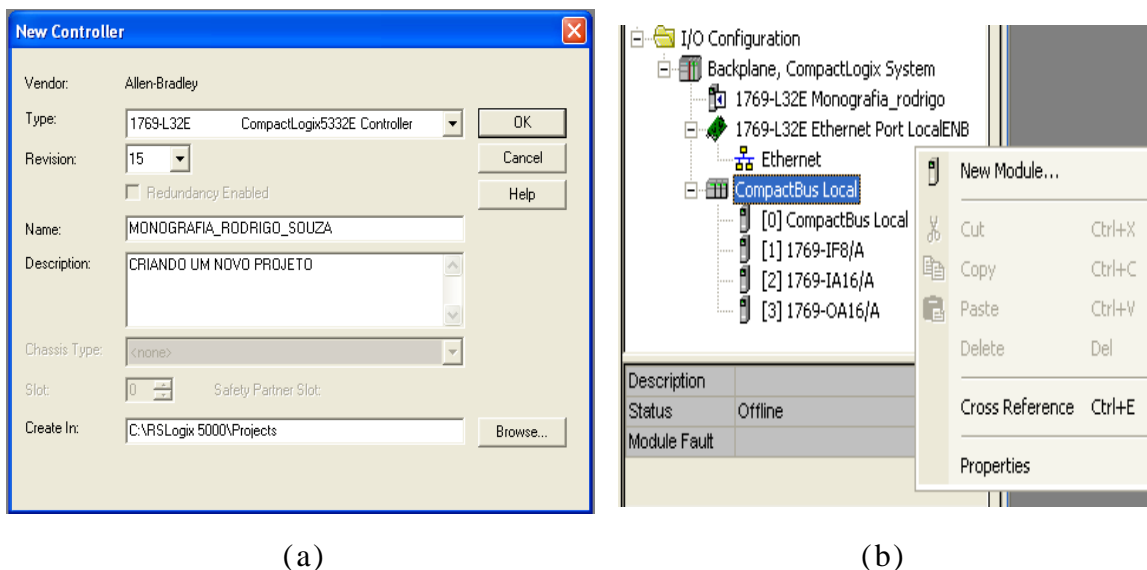 New Controller
Vendor: Allen-Bradley
Type: 1769-L32E CompactLogix5332E Controller OK
Revision: 15 Cancel
Redundancy Enabled Help
Name: MONOGRAFIA_RODRIGO_SOUZA
Description: CRIANDO UM NOVO PROJETO
Chassis Type: <none>
Slot: 0 Safety Partner Slot:
Create In: C:\RSLogix 5000\Projects Browse...
(a)
I/O Configuration
Backplane, CompactLogix System
1769-L32E Monografia_rodrigo
1769-L32E Ethernet Port LocalENB
Ethernet
CompactBus Local
[0] CompactBus Local
[1] 1769-IF8/A
[2] 1769-IA16/A
[3] 1769-OA16/A
Description
Status Offline
Module Fault
New Module...
Cut Ctrl+X
Copy Ctrl+C
Paste Ctrl+V
Delete Del
Cross Reference Ctrl+E
Properties
(b)